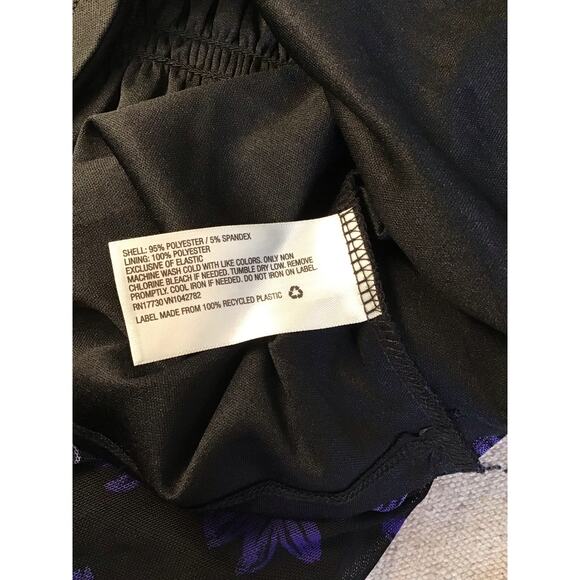 SHELL: 95% POLYESTER / 5% SPANDEX
LINING: 100% POLYESTER
EXCLUSIVE OF ELASTIC
MACHINE WASH COLD WITH LIKE COLORS. ONLY NON
CHLORINE BLEACH IF NEEDED. TUMBLE DRY LOW. REMOVE
PROMPTLY. COOL IRON IF NEEDED. DO NOT IRON ON LABEL.
RN17730 VN1042782
LABEL MADE FROM 100% RECYCLED PLASTIC